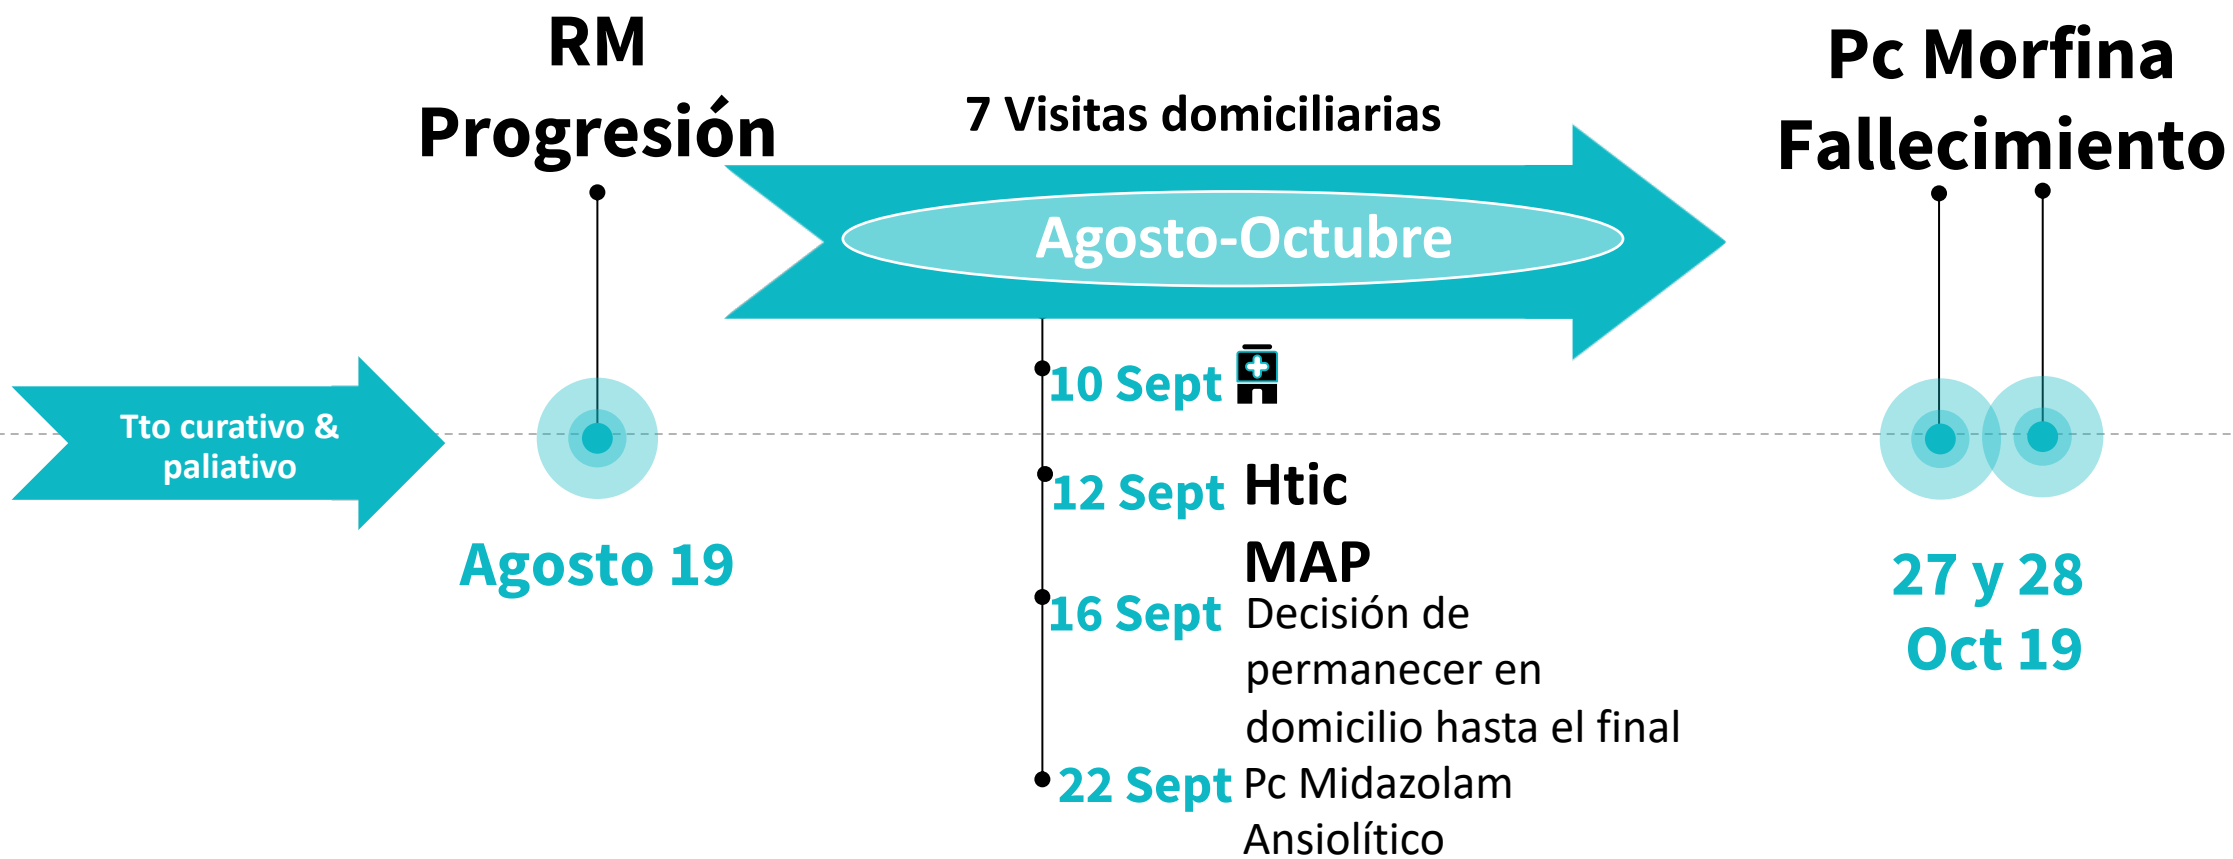 RM
Progresión
7 Visitas domiciliarias
Pc Morfina
Fallecimiento
Agosto-Octubre
Tto curativo &
paliativo
Agosto 19
10 Sept
12 Sept Htic
MAP
16 Sept Decisión de
permanecer en
domicilio hasta el final
22 Sept Pc Midazolam
Ansiolítico
27 y 28
Oct 19